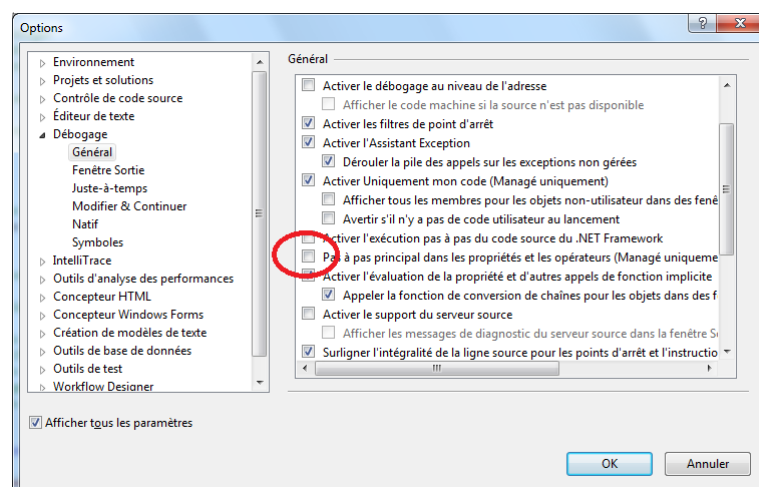 Options
Environnement
Projets et solutions
Contrôle de code source
Éditeur de texte
Débogage
Général
Fenêtre Sortie
Juste-à-temps
Modifier & Continuer
Natif
Symboles
IntelliTrace
Outils d'analyse des performances
Concepteur HTML
Concepteur Windows Forms
Création de modèles de texte
Outils de base de données
Outils de test
Workflow Designer
Général
Activer le débogage au niveau de l'adresse
Afficher le code machine si la source n'est pas disponible
Activer les filtres de point d'arrêt
Activer l'Assistant Exception
Dérouler la pile des appels sur les exceptions non gérées
Activer Uniquement mon code (Managé uniquement)
Afficher tous les membres pour les objets non-utilisateur dans des fenê
Avertir s'il n'y a pas de code utilisateur au lancement
Activer l'exécution pas à pas du code source du .NET Framework
Pas à pas principal dans les propriétés et les opérateurs (Managé uniqueme
Activer l'évaluation de la propriété et d'autres appels de fonction implicite
Appeler la fonction de conversion de chaînes pour les objets dans des f
Activer le support du serveur source
Afficher les messages de diagnostic du serveur source dans la fenêtre S
Surligner l'intégralité de la ligne source pour les points d'arrêt et l'instructio
Afficher tous les paramètres
OK
Annuler